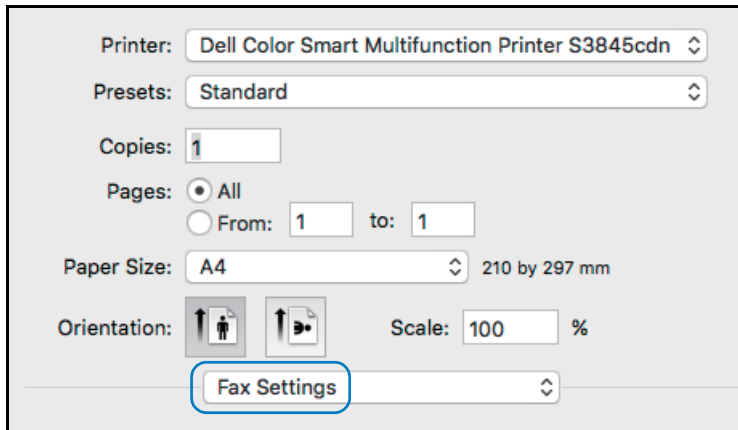 Printer: Dell Color Smart Multifunction Printer S3845cdn
Presets: Standard
Copies: 1
Pages: All
From: 1 to: 1
Paper Size: A4 210 by 297 mm
Orientation: Scale: 100 %
Fax Settings